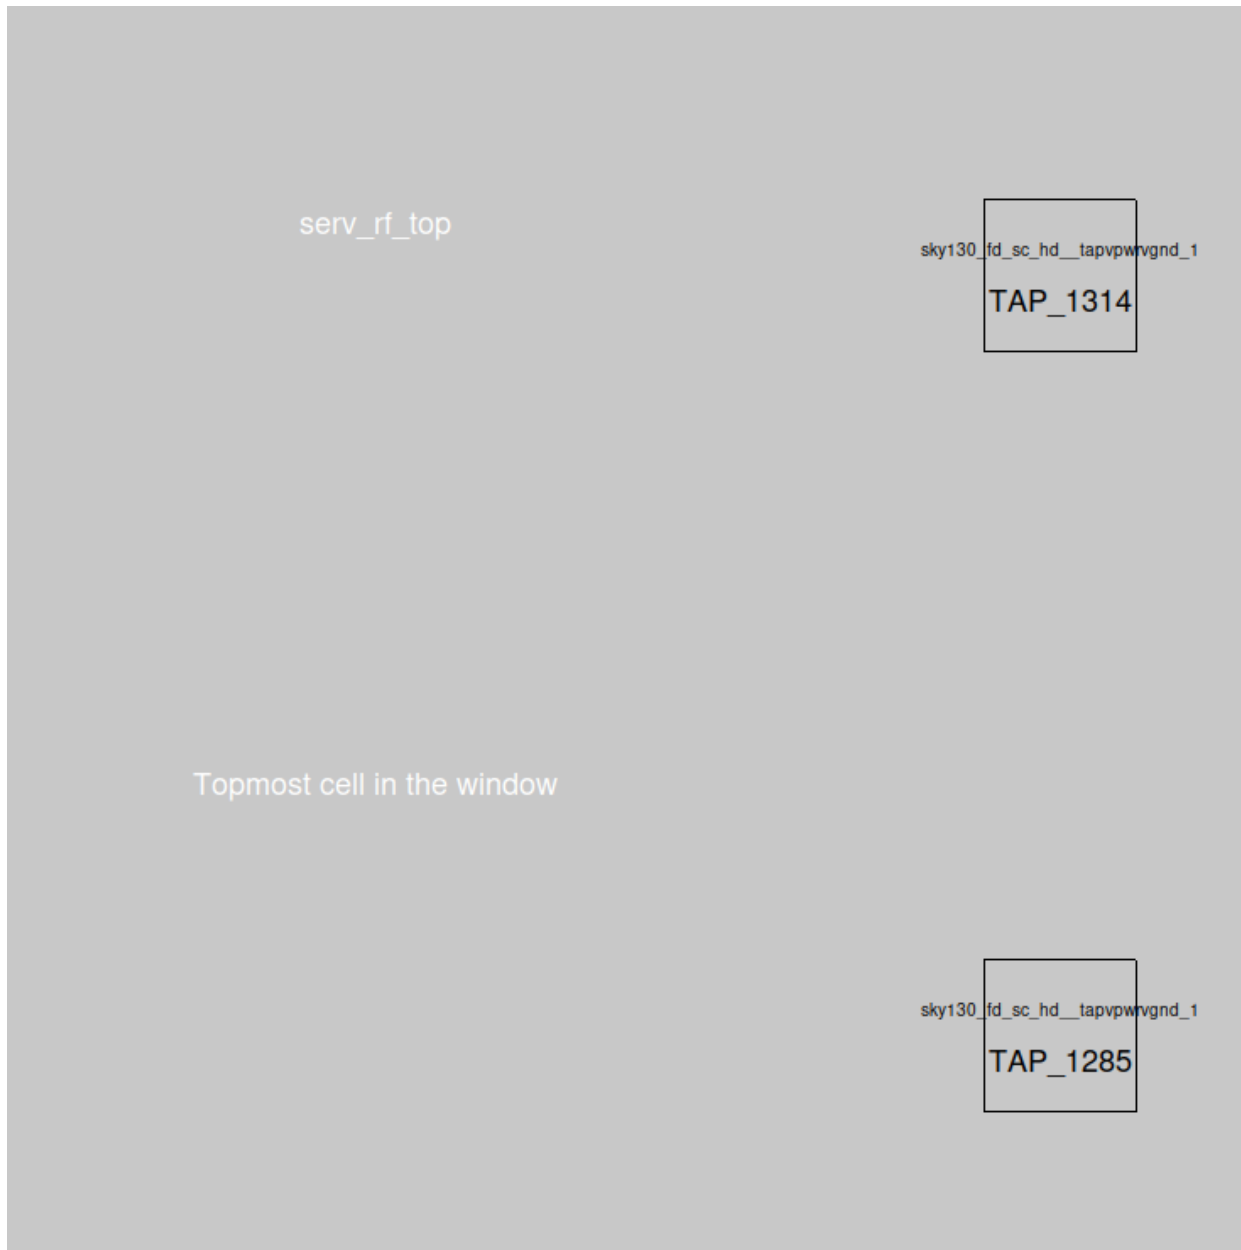 serv_rf_top
sky130_fd_sc_hd__tapvpwrvgnd_1
TAP_1314
Topmost cell in the window
sky130_fd_sc_hd__tapvpwrvgnd_1
TAP_1285